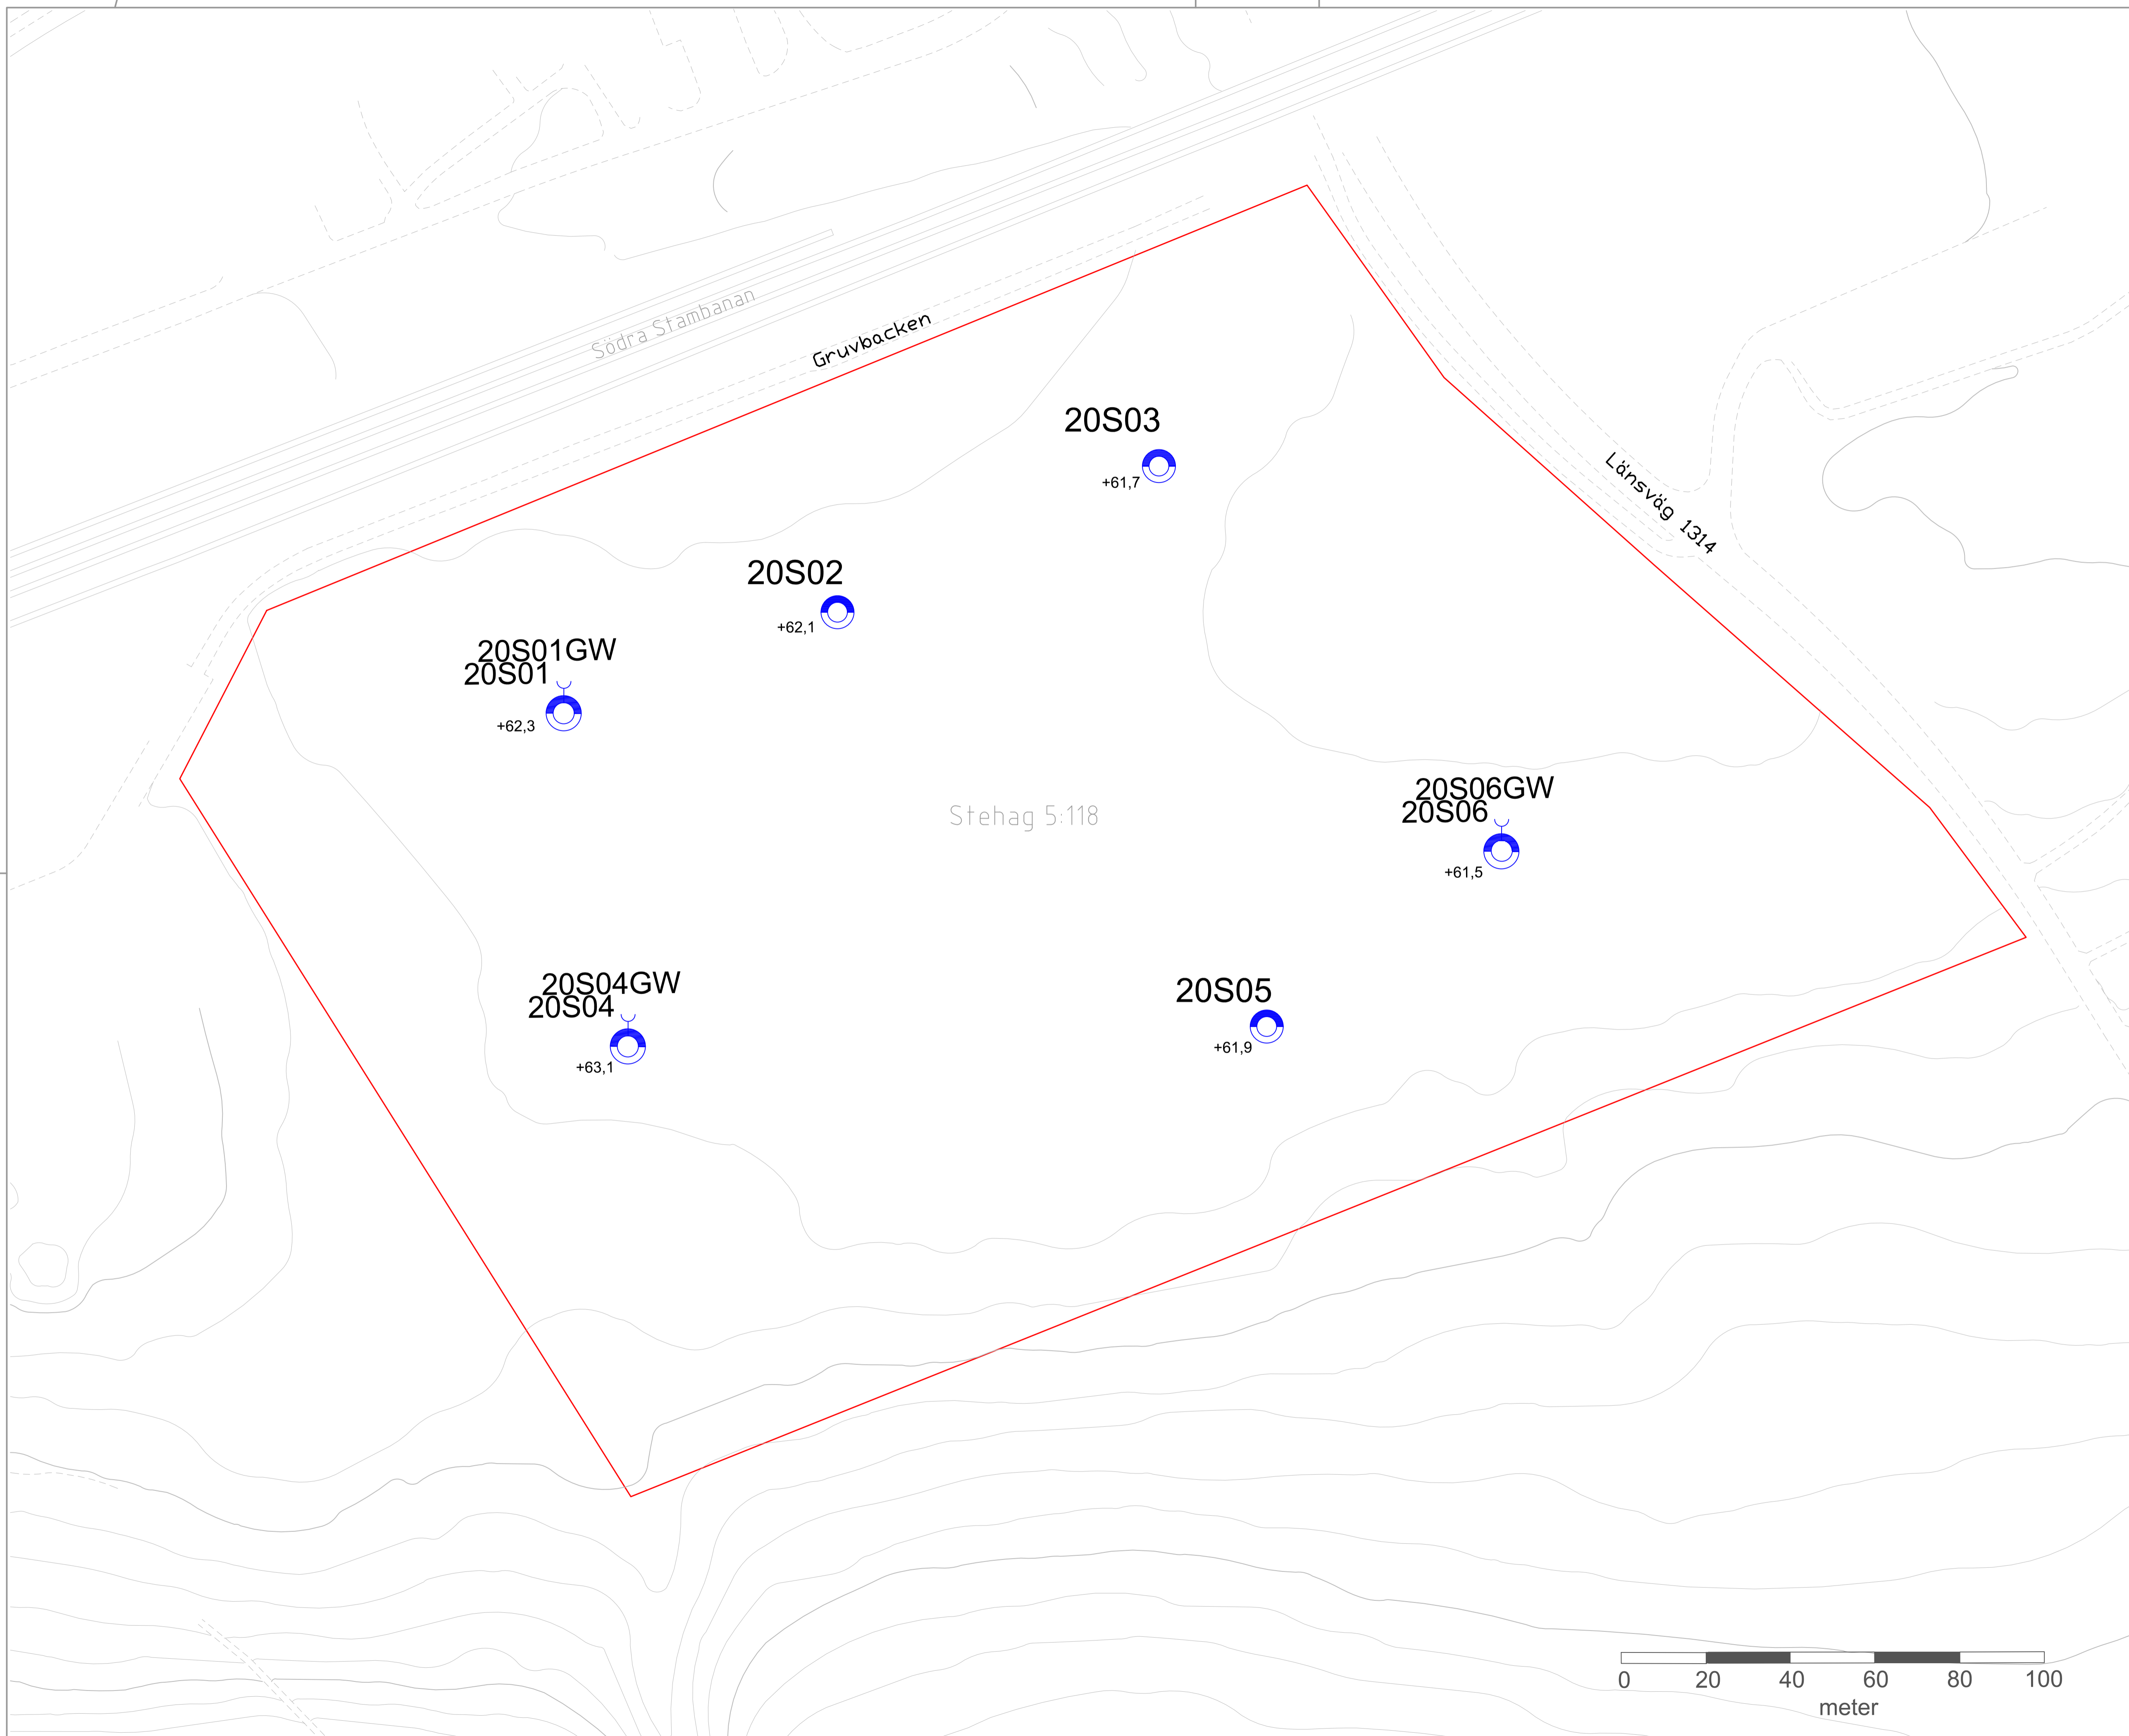 Södra Stambanan
Gruvbacken
20S03
+61,7
Länsväg 1314
20S02
+62,1
20S01GW
20S01
+62,3
Stehag 5:118
20S06GW
20S06
+61,5
20S04GW
20S04
+63,1
20S05
+61,9
0 20 40 60 80 100
meter